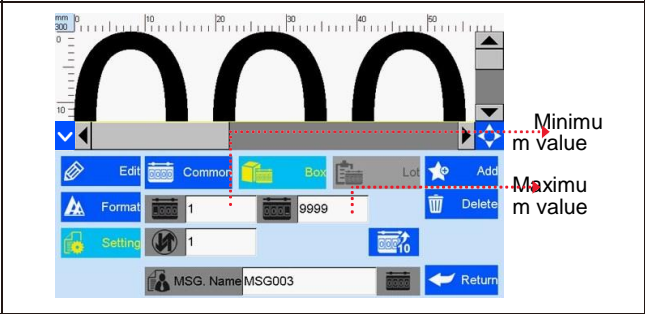 mm 0 10 20 30 40 50
300
0
10
Minimu
m value
Edit Common Box Lot Add
Maximu
m value
Format 1 9999 Delete
Setting 1 10
MSG. Name MSG003 Return